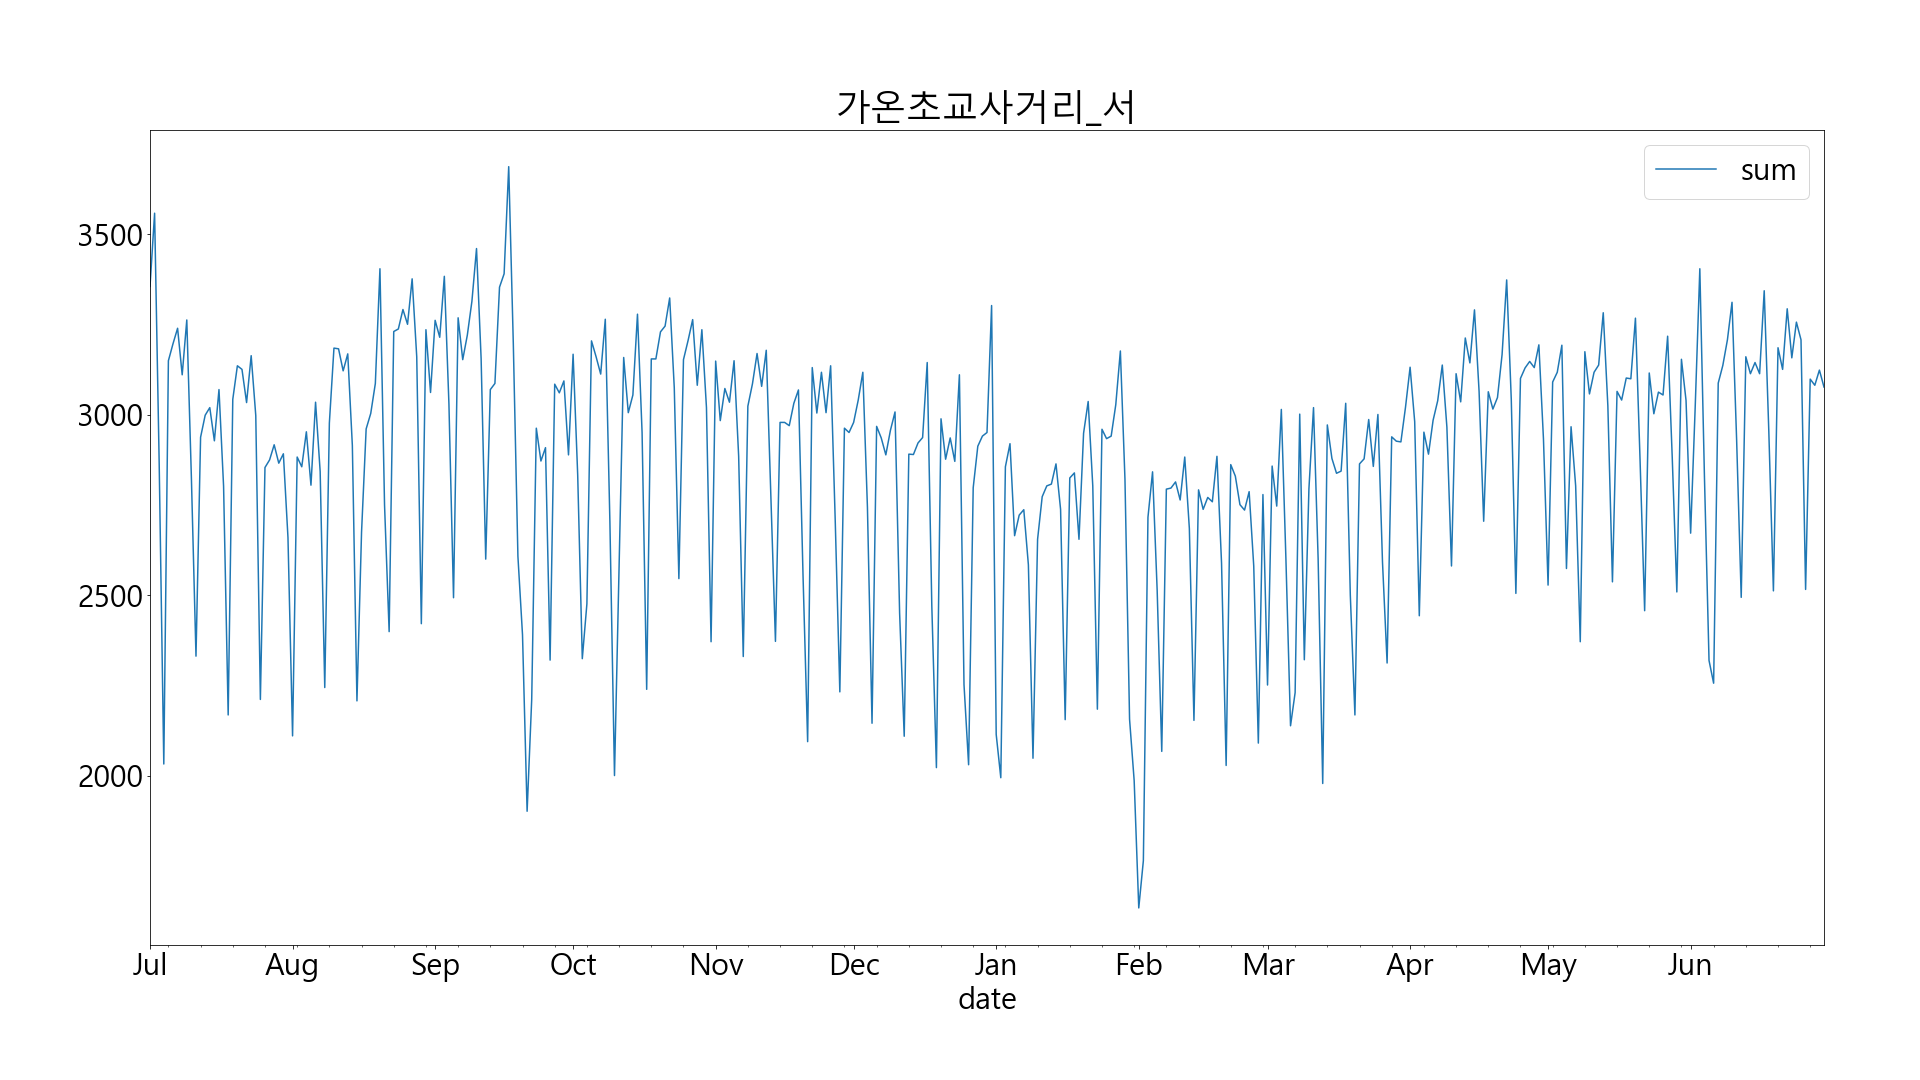 가온초교사거리_서
sum
3500
3000
2500
2000
Jul Aug Sep Oct Nov Dec Jan Feb Mar Apr May Jun
date